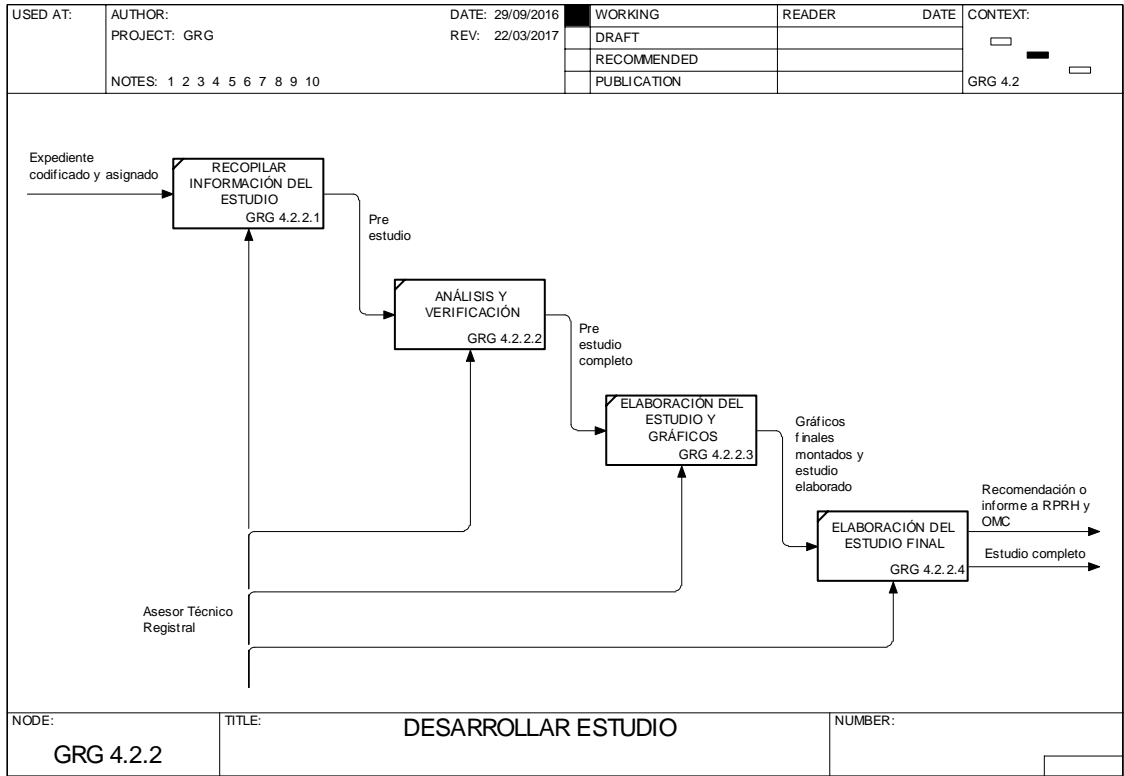 USED AT:
AUTHOR:
DATE: 29/09/2016
PROJECT: GRG
REV: 22/03/2017
NOTES: 1 2 3 4 5 6 7 8 9 10
WORKING
DRAFT
RECOMMENDED
PUBLICATION
READER DATE
CONTEXT:
GRG 4.2
Expediente
codificado y asignado
RECOPILAR
INFORMACIÓN DEL
ESTUDIO
GRG 4.2.2.1
Pre
estudio
ANÁLISIS Y
VERIFICACIÓN
GRG 4.2.2.2
Pre
estudio
completo
ELABORACIÓN DEL
ESTUDIO Y
GRÁFICOS
GRG 4.2.2.3
Gráficos
finales
montados y
estudio
elaborado
ELABORACIÓN DEL
ESTUDIO FINAL
GRG 4.2.2.4
Recomendación o
informe a RPRH y
OMC
Estudio completo
Asesor Técnico
Registral
NODE:
GRG 4.2.2
TITLE:
DESARROLLAR ESTUDIO
NUMBER: